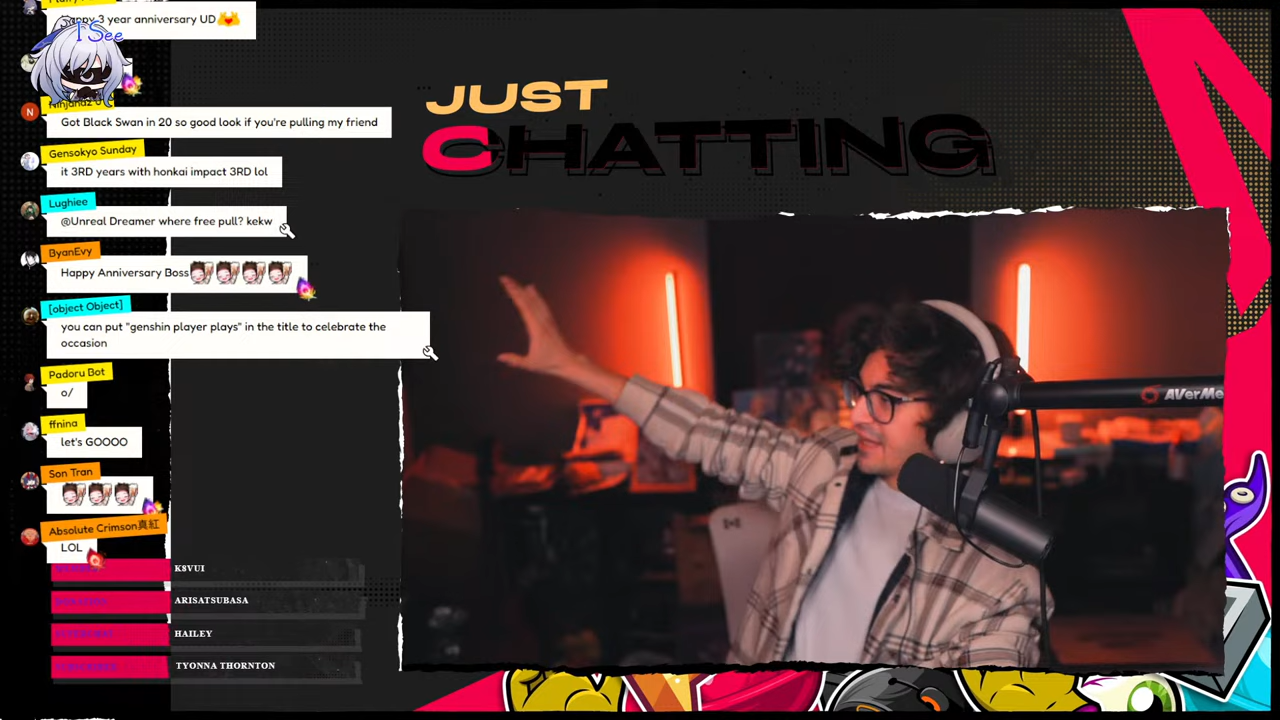 Happy 3 year anniversary UD
I See
Got Black Swan in 20 so good look if you're pulling my friend
Gensokyo Sunday
it 3RD years with honkai impact 3RD lol
Lughiee
@Unreal Dreamer where free pull? kekw
ByanEvy
Happy Anniversary Boss
[object Object]
you can put "genshin player plays" in the title to celebrate the
occasion
Padoru Bot
o/
ffnina
let's GOOOO
Son Tran
Absolute Crimson真紅
LOL
K8VUI
ARISATSUBASA
HAILEY
TYONNA THORNTON
JUST
CHATTING
AVerMe
N